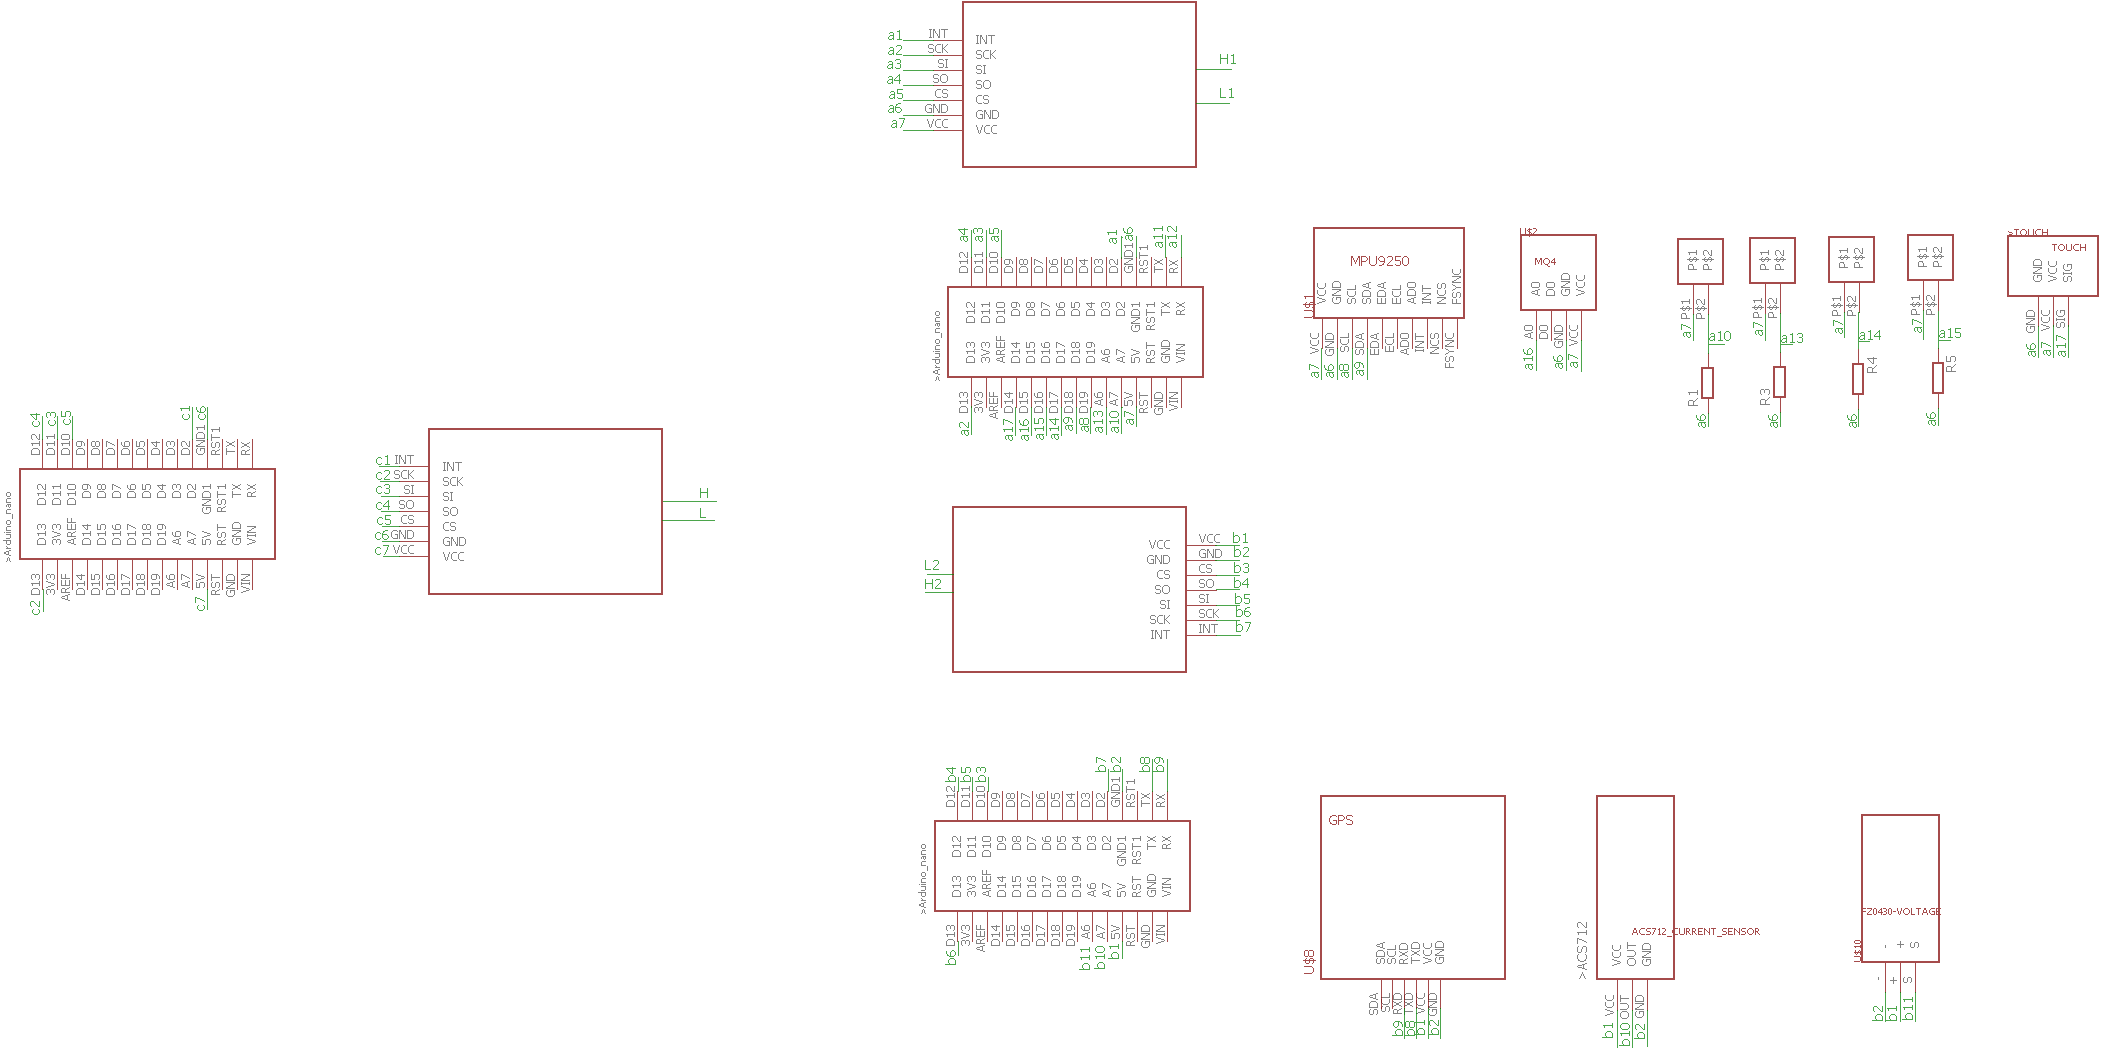 a1 INT INT
a2 SCK SCK
a3 SI SI
a4 SO SO
a5 CS CS
a6 GND GND
a7 VCC VCC
H1
L1
a4 a3 a5 a1 a6 a11 a12
D12 D11 D10 D9 D8 D7 D6 D5 D4 D3 D2 GND1 RST1 TX RX
D12 D11 D10 D9 D8 D7 D6 D5 D4 D3 D2 GND1 RST1 TX RX
D13 3V3 AREF D14 D15 D16 D17 D18 D19 A6 A7 5V RST GND VIN
>Arduino_nano
D13 3V3 AREF D14 D15 D16 D17 D18 D19 A6 A7 5V RST GND VIN
a2 a17 a16 a15 a14 a9 a8 a13 a10 a7
MPU9250
U$1
VCC GND SCL SDA EDA ECL AD0 INT NCS FSYNC
VCC GND SCL SDA EDA ECL AD0 INT NCS FSYNC
a7 a6 a8 a9
U$2
MQ4
A0 D0 GND VCC
A0 D0 GND VCC
a16 a6 a7
P$1 P$2
P$1 P$2
a7 a10
R1
a6
P$1 P$2
P$1 P$2
a7 a13
R3
a6
P$1 P$2
P$1 P$2
a7 a14
R4
a6
P$1 P$2
P$1 P$2
a7 a15
R5
a6
>TOUCH
TOUCH
GND VCC SIG
GND VCC SIG
a6 a7 a17
c4 c3 c5 c1 c6
D12 D11 D10 D9 D8 D7 D6 D5 D4 D3 D2 GND1 RST1 TX RX
D12 D11 D10 D9 D8 D7 D6 D5 D4 D3 D2 GND1 RST1 TX RX
D13 3V3 AREF D14 D15 D16 D17 D18 D19 A6 A7 5V RST GND VIN
>Arduino_nano
D13 3V3 AREF D14 D15 D16 D17 D18 D19 A6 A7 5V RST GND VIN
c2 c7
c1 INT INT
c2 SCK SCK
c3 SI SI
c4 SO SO
c5 CS CS
c6 GND GND
c7 VCC VCC
H
L
L2
H2
VCC VCC b1
GND GND b2
CS CS b3
SO SO b4
SI SI b5
SCK SCK b6
INT INT b7
b4 b5 b3 b7 b2 b8 b9
D12 D11 D10 D9 D8 D7 D6 D5 D4 D3 D2 GND1 RST1 TX RX
D12 D11 D10 D9 D8 D7 D6 D5 D4 D3 D2 GND1 RST1 TX RX
D13 3V3 AREF D14 D15 D16 D17 D18 D19 A6 A7 5V RST GND VIN
>Arduino_nano
D13 3V3 AREF D14 D15 D16 D17 D18 D19 A6 A7 5V RST GND VIN
b6 b11 b10 b1
GPS
U$8
SDA SCL RXD TXD VCC GND
SDA SCL RXD TXD VCC GND
b9 b8 b1 b2
ACS712_CURRENT_SENSOR
>ACS712
VCC OUT GND
VCC OUT GND
b1 b10 b2
FZ0430-VOLTAGE
U$10
- + S
- + S
b2 b1 b11